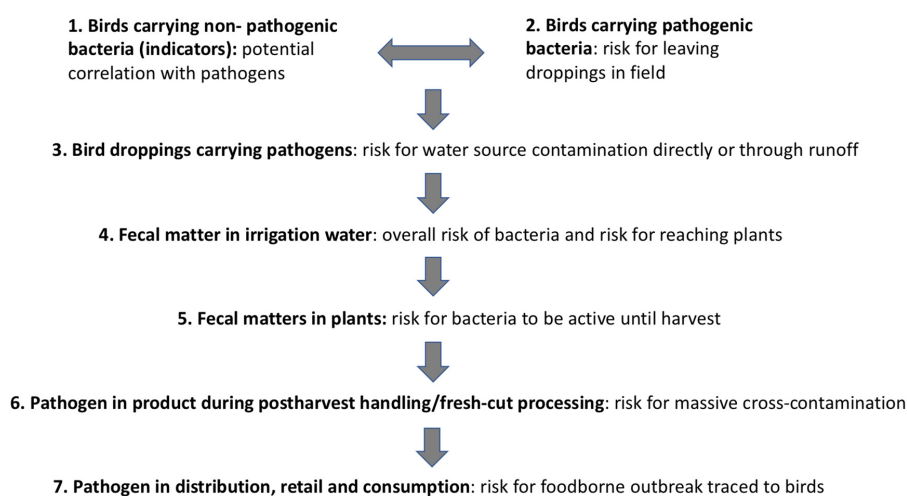 1. Birds carrying non- pathogenic
bacteria (indicators): potential
correlation with pathogens
2. Birds carrying pathogenic
bacteria: risk for leaving
droppings in field
3. Bird droppings carrying pathogens: risk for water source contamination directly or through runoff
4. Fecal matter in irrigation water: overall risk of bacteria and risk for reaching plants
5. Fecal matters in plants: risk for bacteria to be active until harvest
6. Pathogen in product during postharvest handling/fresh-cut processing: risk for massive cross-contamination
7. Pathogen in distribution, retail and consumption: risk for foodborne outbreak traced to birds